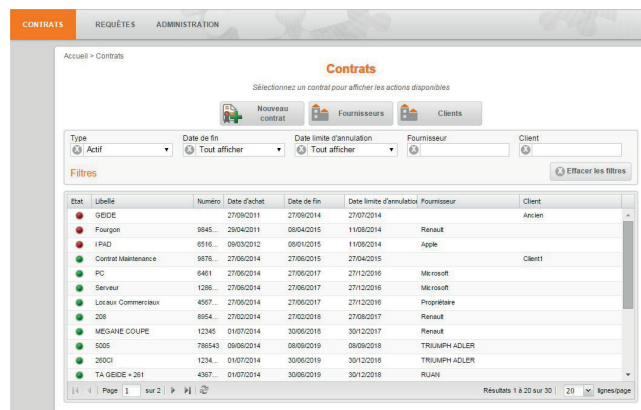 CONTRATS REQUÊTES ADMINISTRATION
Accueil > Contrats
Contrats
Sélectionnez un contrat pour afficher les actions disponibles
Nouveau contrat Fournisseurs Clients
Type Date de fin Date limite d'annulation Fournisseur Client
Actif Tout afficher Tout afficher
Filtres Effacer les filtres
Etat Libellé Numéro Date d'achat Date de fin Date limite d'annulation Fournisseur Client
GEIDE 27/09/2011 27/09/2014 27/07/2014 Ancien
Fourgon 9845... 29/04/2011 08/04/2015 11/08/2014 Renault
I PAD 6516... 09/03/2012 08/01/2015 11/08/2014 Apple
Contrat Maintenance 9876... 27/06/2014 27/06/2015 27/04/2015 Client1
PC 6461 27/06/2014 27/06/2017 27/12/2016 Microsoft
Serveur 1286... 27/06/2014 27/06/2017 27/12/2016 Microsoft
Locaux Commerciaux 4567... 27/06/2014 27/06/2017 27/12/2016 Propriétaire
208 8954... 27/02/2014 27/02/2018 27/08/2017 Renault
MEGANE COUPE 12345 01/07/2014 30/06/2018 30/12/2017 Renault
5005 786543 09/06/2014 08/09/2019 08/09/2018 TRIUMPH ADLER
260CI 1234... 01/07/2014 30/06/2019 30/12/2018 TRIUMPH ADLER
TA GEIDE + 261 4367... 01/07/2014 30/06/2019 30/12/2018 RUAN
Page 1 sur 2 Résultats 1 à 20 sur 30 20 lignes/page